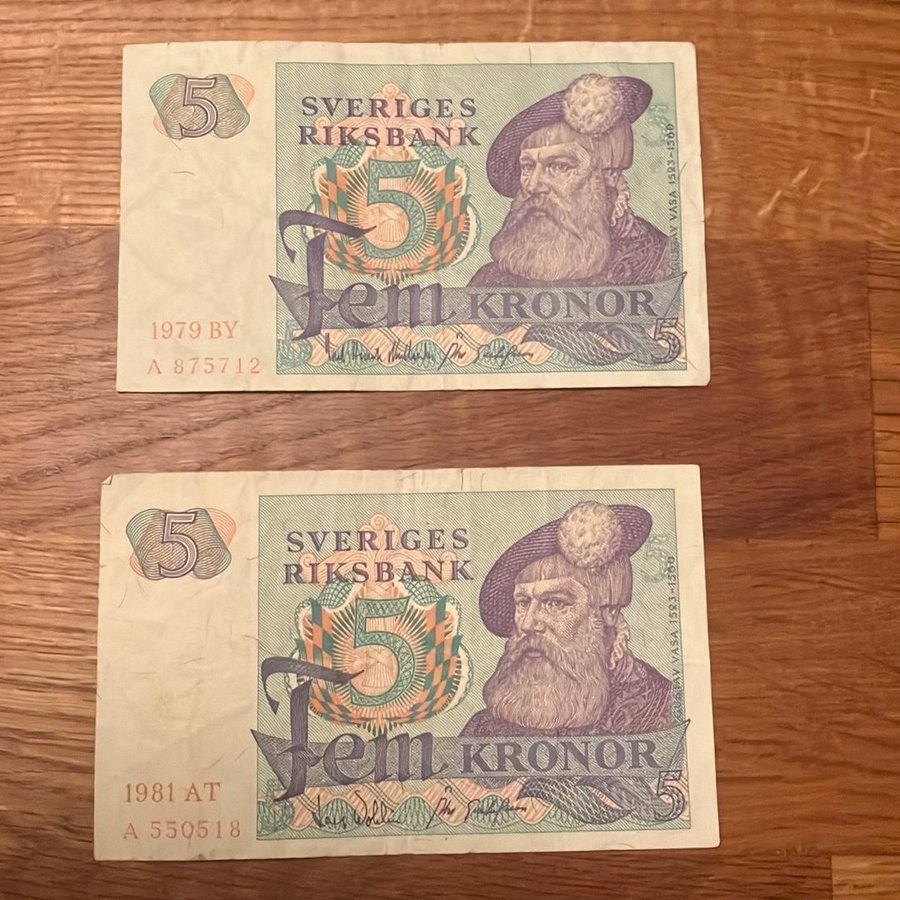 5
SVERIGES
RIKSBANK
5
Fem KRONOR
GUSTAV VASA 1523-1560
1979 BY
A 875712
5
5
SVERIGES
RIKSBANK
5
Fem KRONOR
GUSTAV VASA 1523-1560
1981 AT
A 550518
5